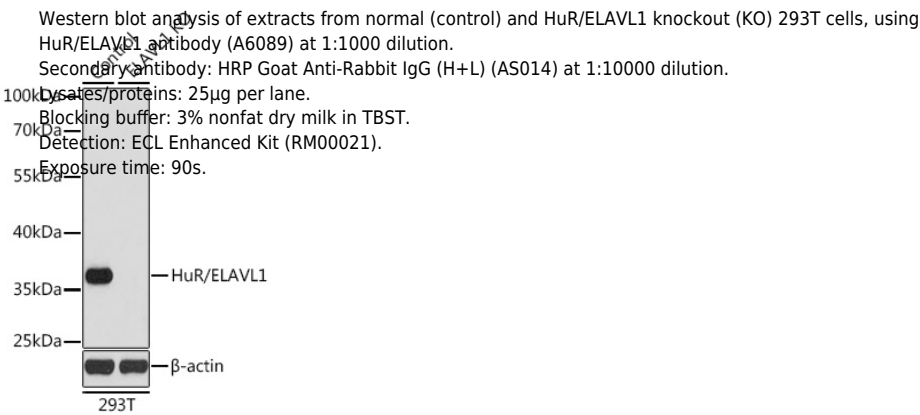 Western blot analysis of extracts from normal (control) and HuR/ELAVL1 knockout (KO) 293T cells, using
HuR/ELAVL1 antibody (A6089) at 1:1000 dilution.
Secondary antibody: HRP Goat Anti-Rabbit IgG (H+L) (AS014) at 1:10000 dilution.
Lysates/proteins: 25μg per lane.
Blocking buffer: 3% nonfat dry milk in TBST.
Detection: ECL Enhanced Kit (RM00021).
Exposure time: 90s.
Control
ELAVL1 KO
100kDa
70kDa
55kDa
40kDa
HuR/ELAVL1
35kDa
25kDa
β-actin
293T